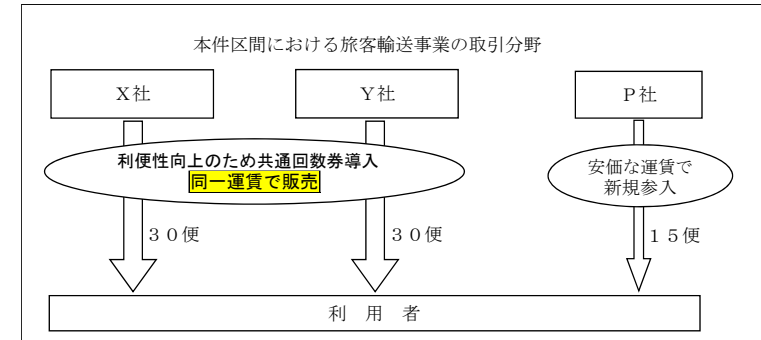 本件区間における旅客輸送事業の取引分野
X社
Y社
P社
利便性向上のため共通回数券導入
同一運賃で販売
安価な運賃で
新規参入
30便
30便
15便
利 用 者